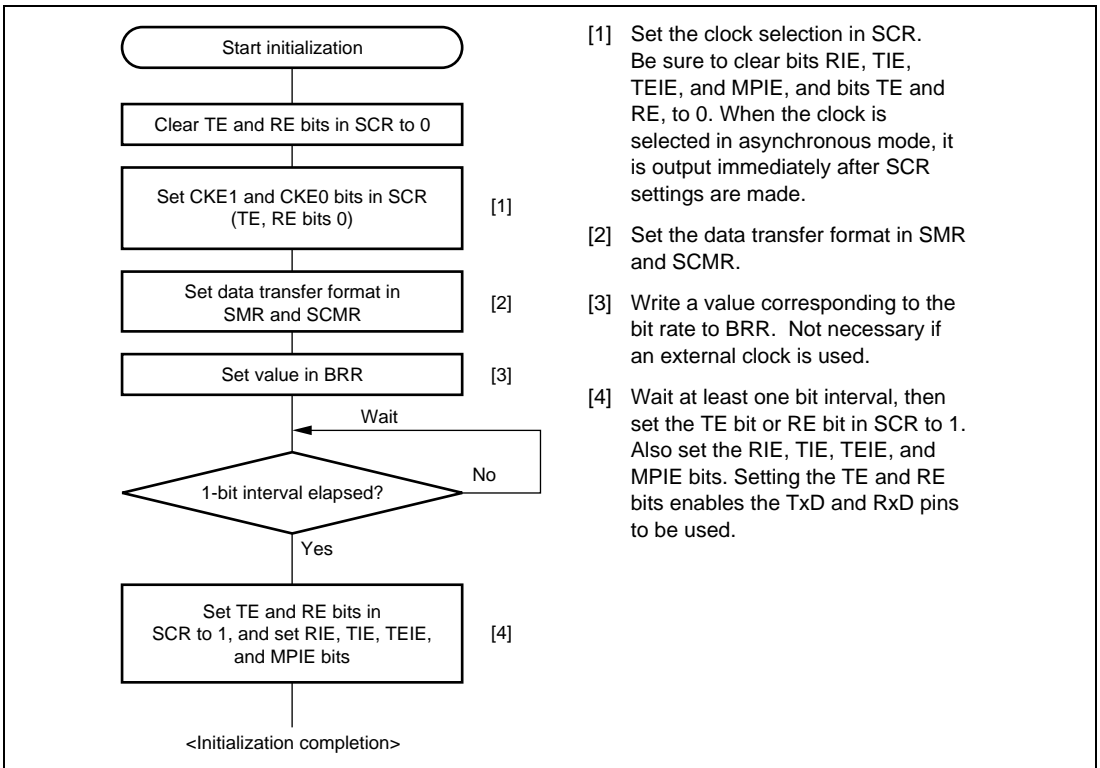 Start initialization
Clear TE and RE bits in SCR to 0
Set CKE1 and CKE0 bits in SCR
(TE, RE bits 0)
[1]
Set data transfer format in
SMR and SCMR
[2]
Set value in BRR
[3]
Wait
1-bit interval elapsed?
No
Yes
Set TE and RE bits in
SCR to 1, and set RIE, TIE, TEIE,
and MPIE bits
[4]
<Initialization completion>
[1] Set the clock selection in SCR.
Be sure to clear bits RIE, TIE,
TEIE, and MPIE, and bits TE and
RE, to 0. When the clock is
selected in asynchronous mode, it
is output immediately after SCR
settings are made.
[2] Set the data transfer format in SMR
and SCMR.
[3] Write a value corresponding to the
bit rate to BRR. Not necessary if
an external clock is used.
[4] Wait at least one bit interval, then
set the TE bit or RE bit in SCR to 1.
Also set the RIE, TIE, TEIE, and
MPIE bits. Setting the TE and RE
bits enables the TxD and RxD pins
to be used.